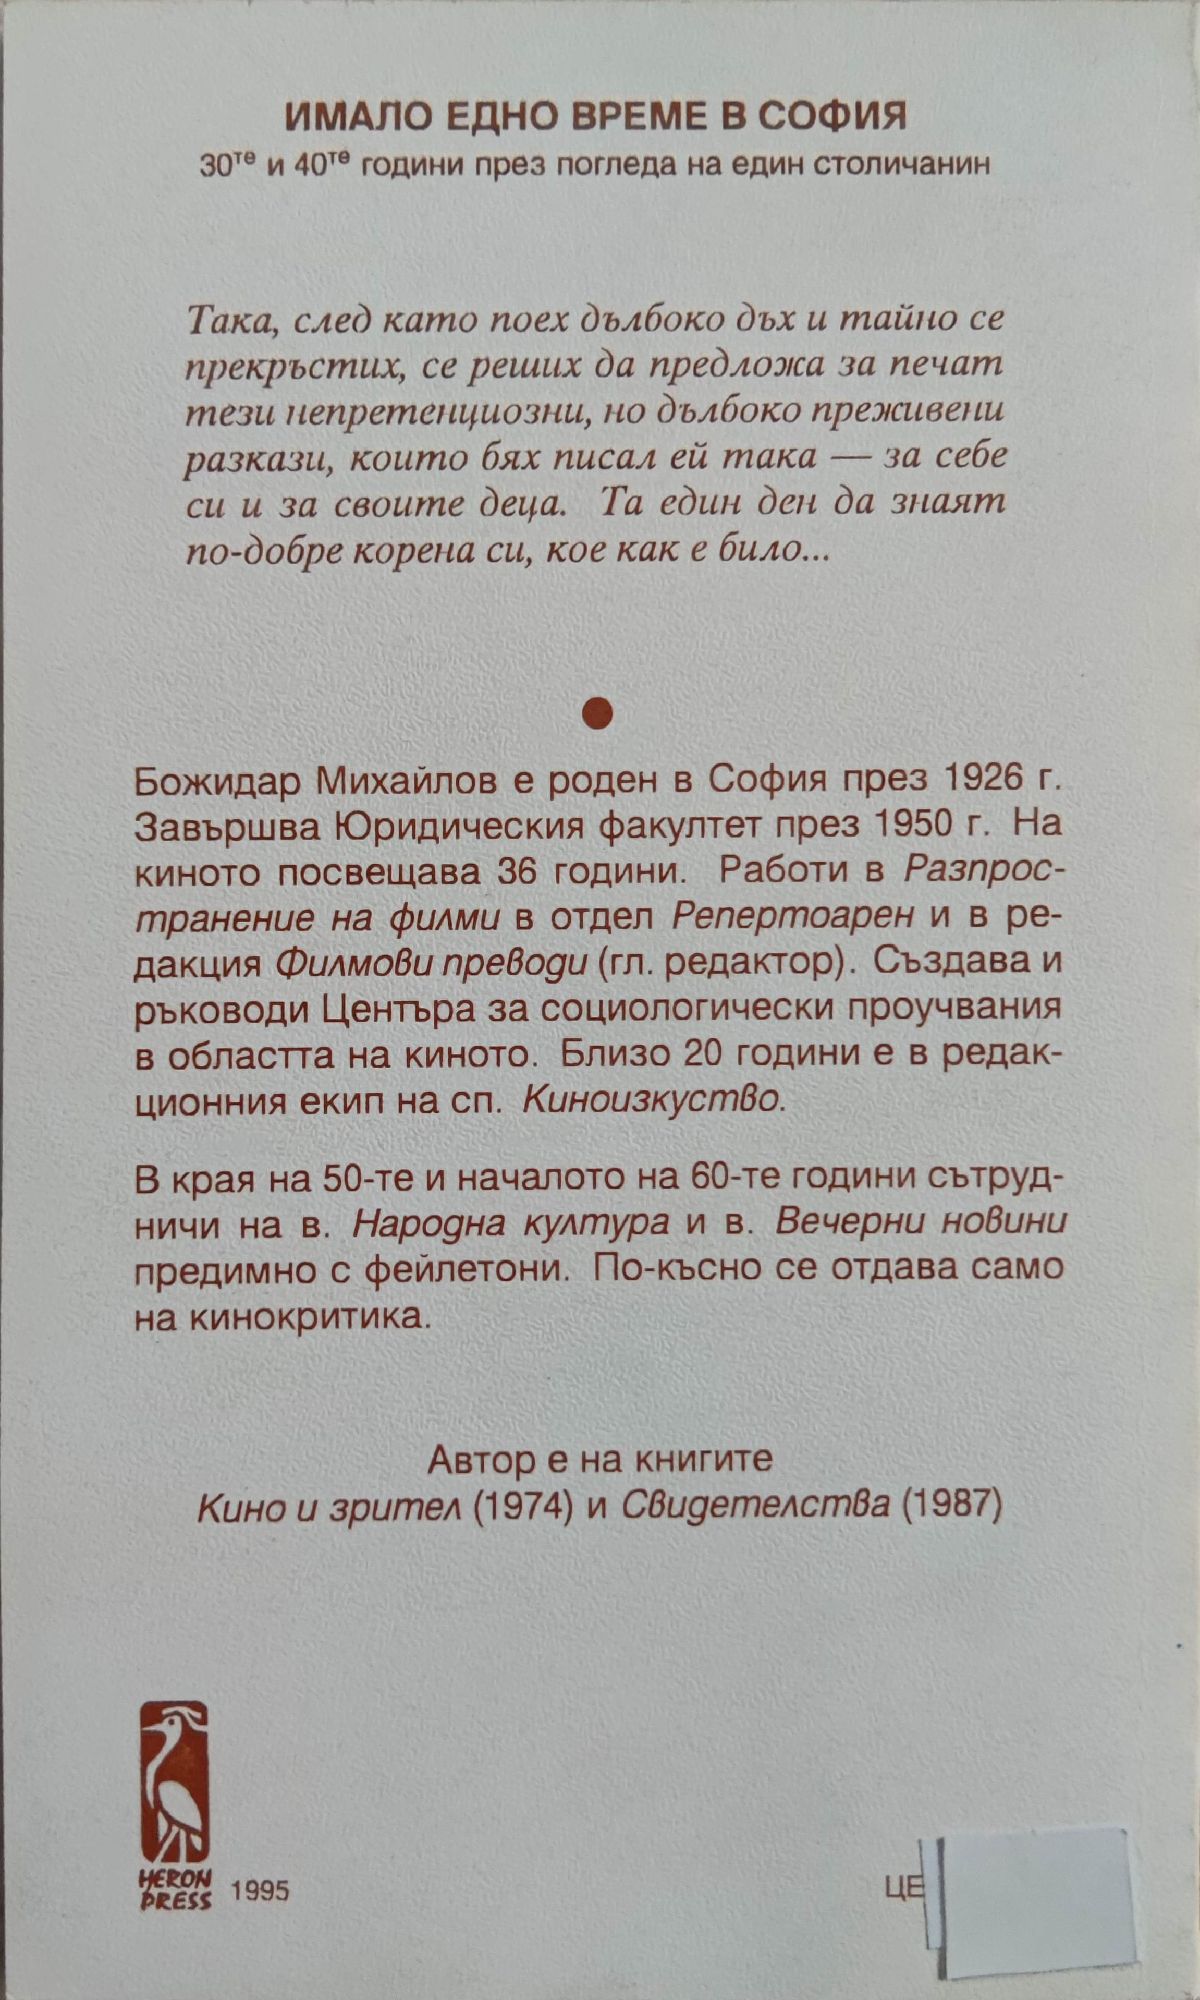 ИМАЛО ЕДНО ВРЕМЕ В СОФИЯ
30те и 40те години през погледа на един столичанин
Така, след като поех дълбоко дъх и тайно се
прекръстих, се реших да предложа за печат
тези непретенциозни, но дълбоко преживени
разкази, които бях писал ей така — за себе
си и за своите деца. Та един ден да знаят
по-добре корена си, кое как е било...
Божидар Михайлов е роден в София през 1926 г.
Завършва Юридическия факултет през 1950 г. На
киното посвещава 36 години. Работи в Разпрос-
транение на филми в отдел Репертоарен и в ре-
дакция Филмови преводи (гл. редактор). Създава и
ръководи Центъра за социологически проучвания
в областта на киното. Близо 20 години е в редак-
ционния екип на сп. Киноизкуство.
В края на 50-те и началото на 60-те години сътруд-
ничи на в. Народна култура и в. Вечерни новини
предимно с фейлетони. По-късно се отдава само
на кинокритика.
Автор е на книгите
Кино и зрител (1974) и Свидетелства (1987)
HERON
PRESS 1995
ЦЕ